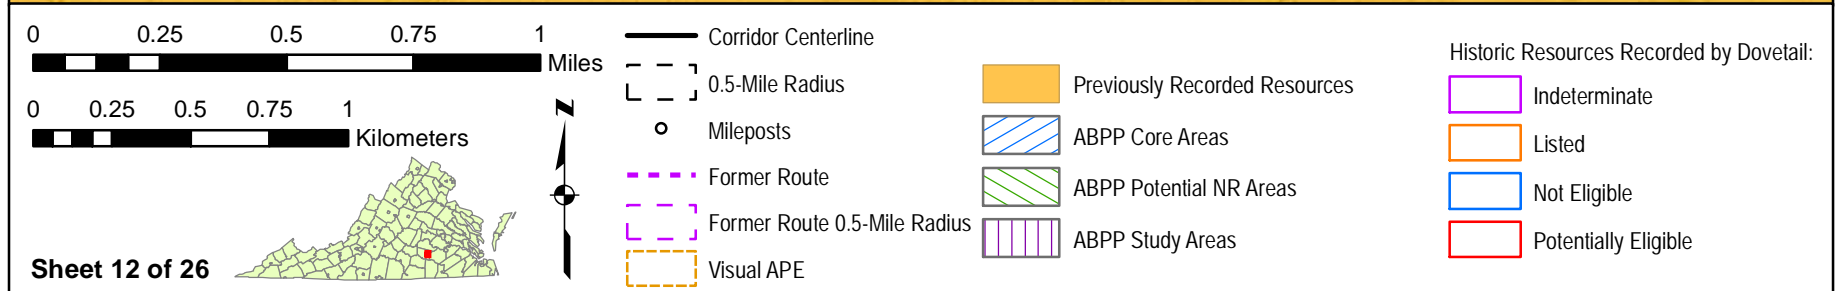 0 0.25 0.5 0.75 1
Miles
0 0.25 0.5 0.75 1
Kilometers
Sheet 12 of 26
N
Corridor Centerline
0.5-Mile Radius
Mileposts
Former Route
Former Route 0.5-Mile Radius
Visual APE
Previously Recorded Resources
ABPP Core Areas
ABPP Potential NR Areas
ABPP Study Areas
Historic Resources Recorded by Dovetail:
Indeterminate
Listed
Not Eligible
Potentially Eligible